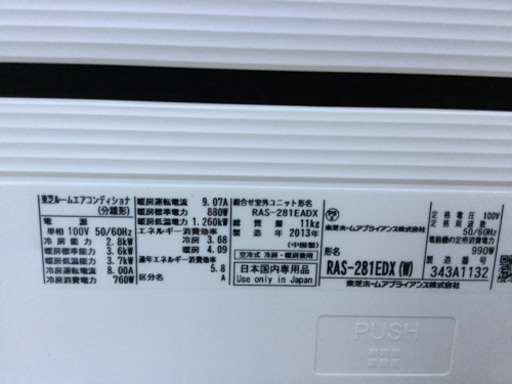 東芝ルームエアコンディショナ
(分離形)
電 源
単相 100V 50/60Hz
冷房能力 2.8kW
暖房標準能力 3.6kW
暖房低温能力 3.7kW
冷房運転電流 8.00A
冷房消費電力 760W
暖房運転電流 9.07A
暖房標準電力 880W
暖房低温電力 1.260kW
エネルギー消費効率
冷房 3.68
暖房 4.09
通年エネルギー消費効率
5.8
区分名 A
組合せ室外ユニット形名
RAS-281EADX
総質量 11kg
製造年 2013年
(中国製)
空冷式 冷房・暖房兼用
日本国内専用品
Use only in Japan
東芝ホームアプライアンス株式会社
形名
RAS-281EDX(W)
定格電圧 100V
定格周波数
50/60Hz
電動機の定格消費電力
990W
製造番号
343A1132
東芝ホームアプライアンス株式会社
PUSH